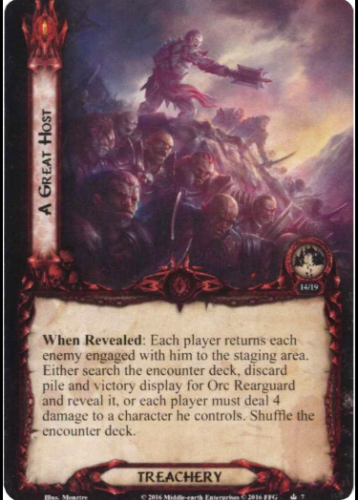 A Great Host
14/19
When Revealed: Each player returns each
enemy engaged with him to the staging area.
Either search the encounter deck, discard
pile and victory display for Orc Rearguard
and reveal it, or each player must deal 4
damage to a character he controls. Shuffle the
encounter deck.
TREACHERY
© 2016 Middle-earth Enterprises © 2016 FFG
7